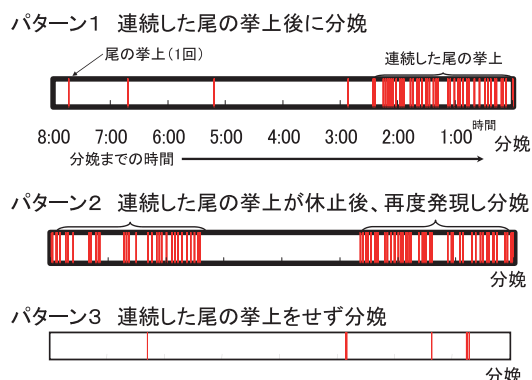 パターン1 連続した尾の挙上後に分娩
尾の挙上(1回)
連続した尾の挙上
8:00 7:00 6:00 5:00 4:00 3:00 2:00 1:00 時間 分娩
分娩までの時間
パターン2 連続した尾の挙上が休止後、再度発現し分娩
分娩
パターン3 連続した尾の挙上をせず分娩
分娩